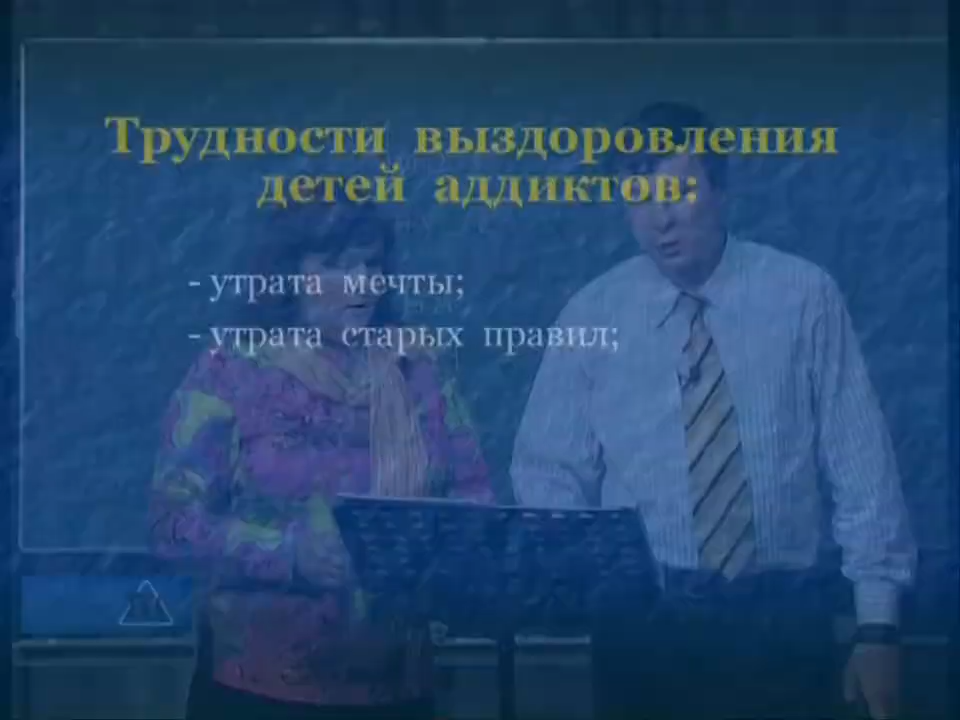 Трудности выздоровления
детей аддиктов:
- утрата мечты;
- утрата старых правил;